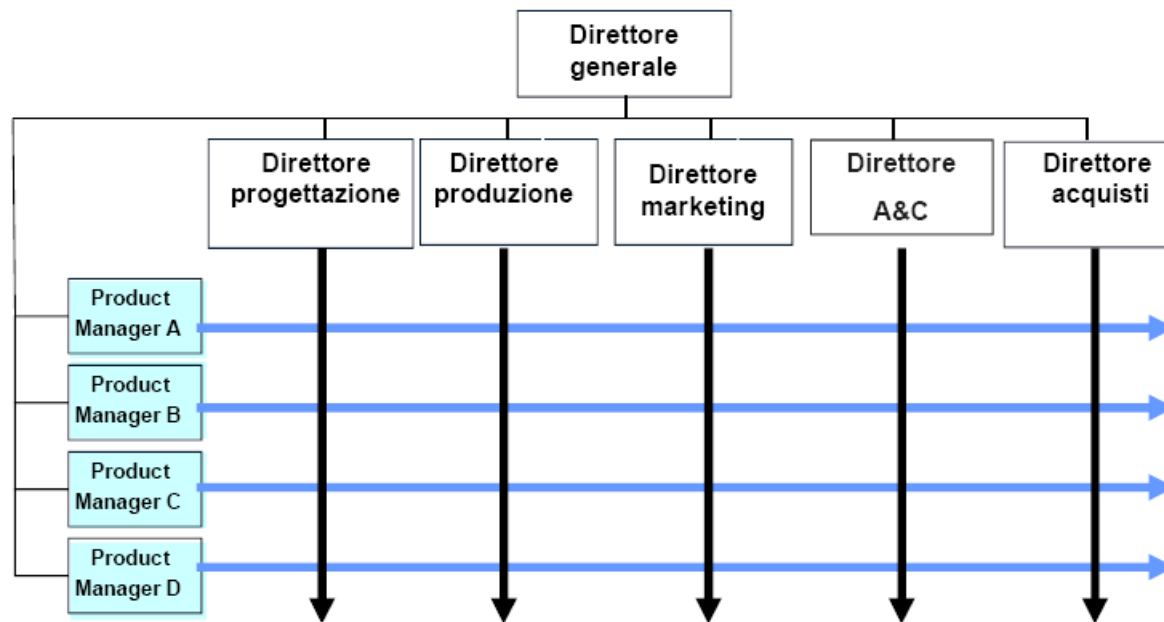 Direttore
generale
Direttore
progettazione
Direttore
produzione
Direttore
marketing
Direttore
A&C
Direttore
acquisti
Product
Manager A
Product
Manager B
Product
Manager C
Product
Manager D